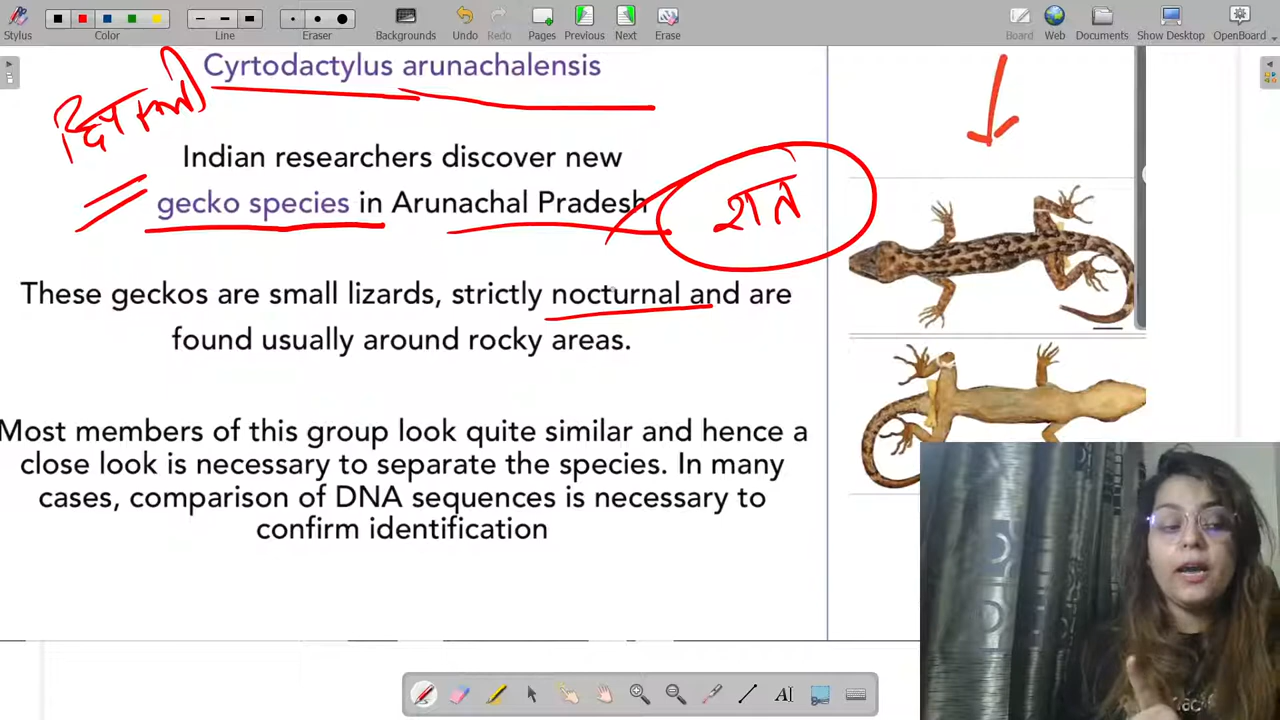 Stylus
Color
Line
Eraser
Backgrounds
Undo
Redo
Pages
Previous
Next
Erase
Board
Web
Documents
Show Desktop
OpenBoard
Cyrtodactylus arunachalensis
Indian researchers discover new
gecko species in Arunachal Pradesh
रात
These geckos are small lizards, strictly nocturnal and are
found usually around rocky areas.
Most members of this group look quite similar and hence a
close look is necessary to separate the species. In many
cases, comparison of DNA sequences is necessary to
confirm identification